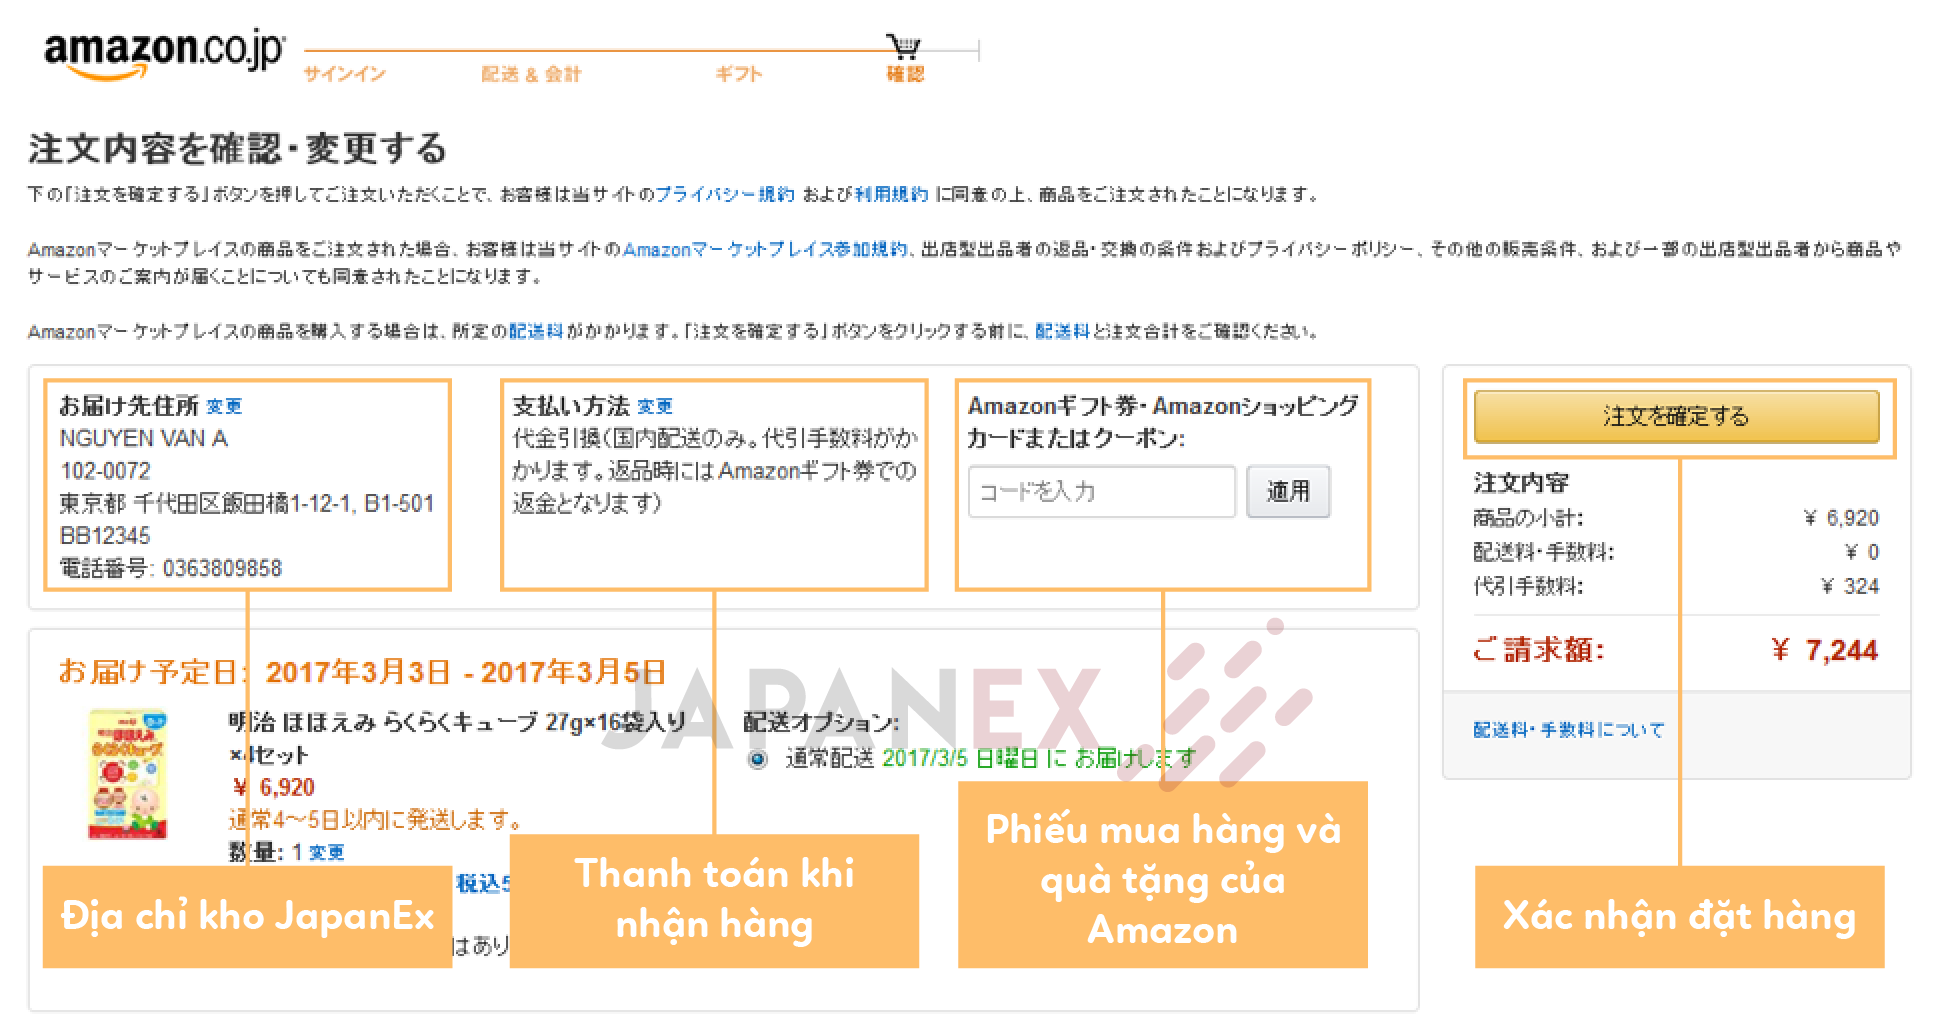 amazon.co.jp
サインイン 配送 & 会計 ギフト 確認
注文内容を確認・変更する
下の「注文を確定する」ボタンを押してご注文いただくことで、お客様は当サイトのプライバシー規約 および利用規約 に同意の上、商品をご注文されたことになります。
Amazonマーケットプレイスの商品をご注文された場合、お客様は当サイトのAmazonマーケットプレイス参加規約、出店型出品者の返品・交換の条件およびプライバシーポリシー、その他の販売条件、および一部の出店型出品者から商品や
サービスのご案内が届くことについても同意されたことになります。
Amazonマーケットプレイスの商品を購入する場合は、所定の配送料がかかります。「注文を確定する」ボタンをクリックする前に、配送料と注文合計をご確認ください。
お届け先住所 変更
NGUYEN VAN A
102-0072
東京都 千代田区飯田橋1-12-1, B1-501
BB12345
電話番号: 0363809858
支払い方法 変更
代金引換(国内配送のみ。代引手数料がか
かります。返品時にはAmazonギフト券での
返金となります)
Amazonギフト券・Amazonショッピング
カードまたはクーポン:
コードを入力 適用
注文を確定する
注文内容
商品の小計: ￥ 6,920
配送料・手数料: ￥ 0
代引手数料: ￥ 324
ご請求額: ￥ 7,244
配送料・手数料について
お届け予定日: 2017年3月3日 - 2017年3月5日
明治 ほほえみ らくらくキューブ 27g×16袋入り
×4セット
￥ 6,920
通常4～5日以内に発送します。
数量: 1 変更
税込
はあり
配送オプション:
通常配送 2017/3/5 日曜日 に お届けします
JAPANEX
Địa chỉ kho JapanEx
Thanh toán khi
nhận hàng
Phiếu mua hàng và
quà tặng của
Amazon
Xác nhận đặt hàng